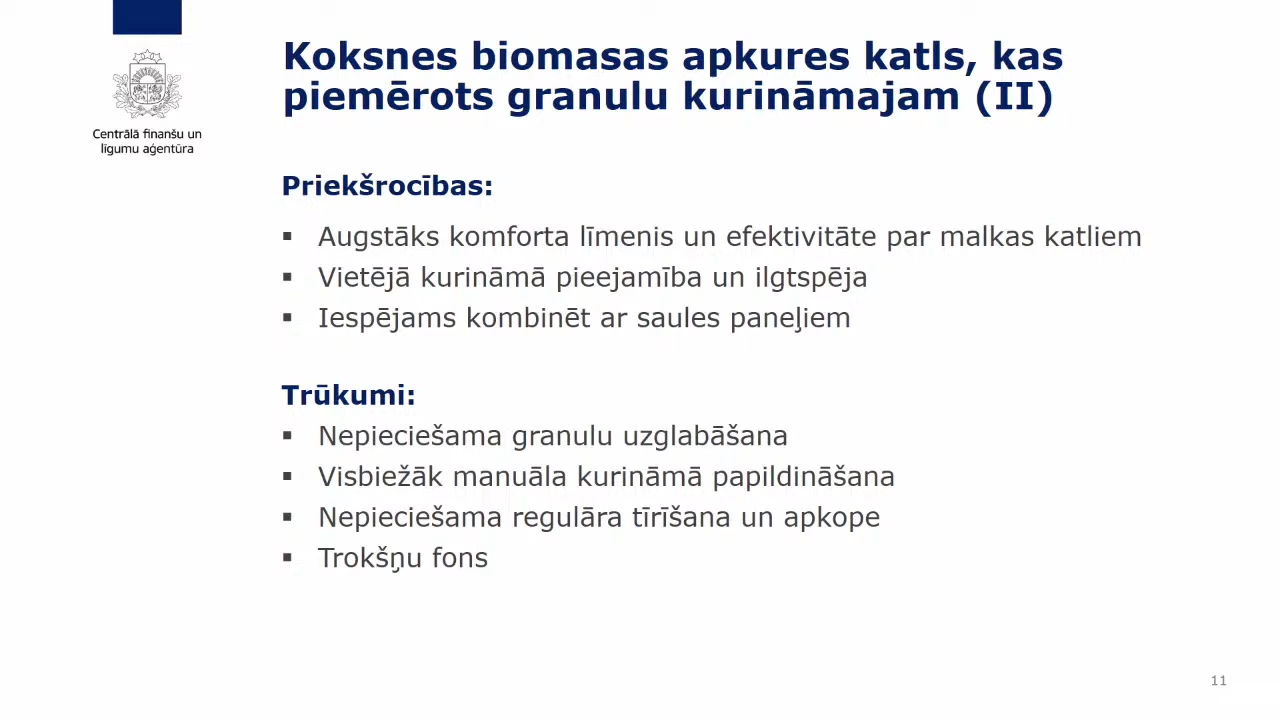 Centrālā finanšu un
līgumu aģentūra
Koksnes biomasas apkures katls, kas
piemērots granulu kurināmajam (II)
Priekšrocības:
▪ Augstāks komforta līmenis un efektivitāte par malkas katliem
▪ Vietējā kurināmā pieejamība un ilgtspēja
▪ Iespējams kombinēt ar saules paneļiem
Trūkumi:
▪ Nepieciešama granulu uzglabāšana
▪ Visbiežāk manuāla kurināmā papildināšana
▪ Nepieciešama regulāra tīrīšana un apkope
▪ Trokšņu fons
11